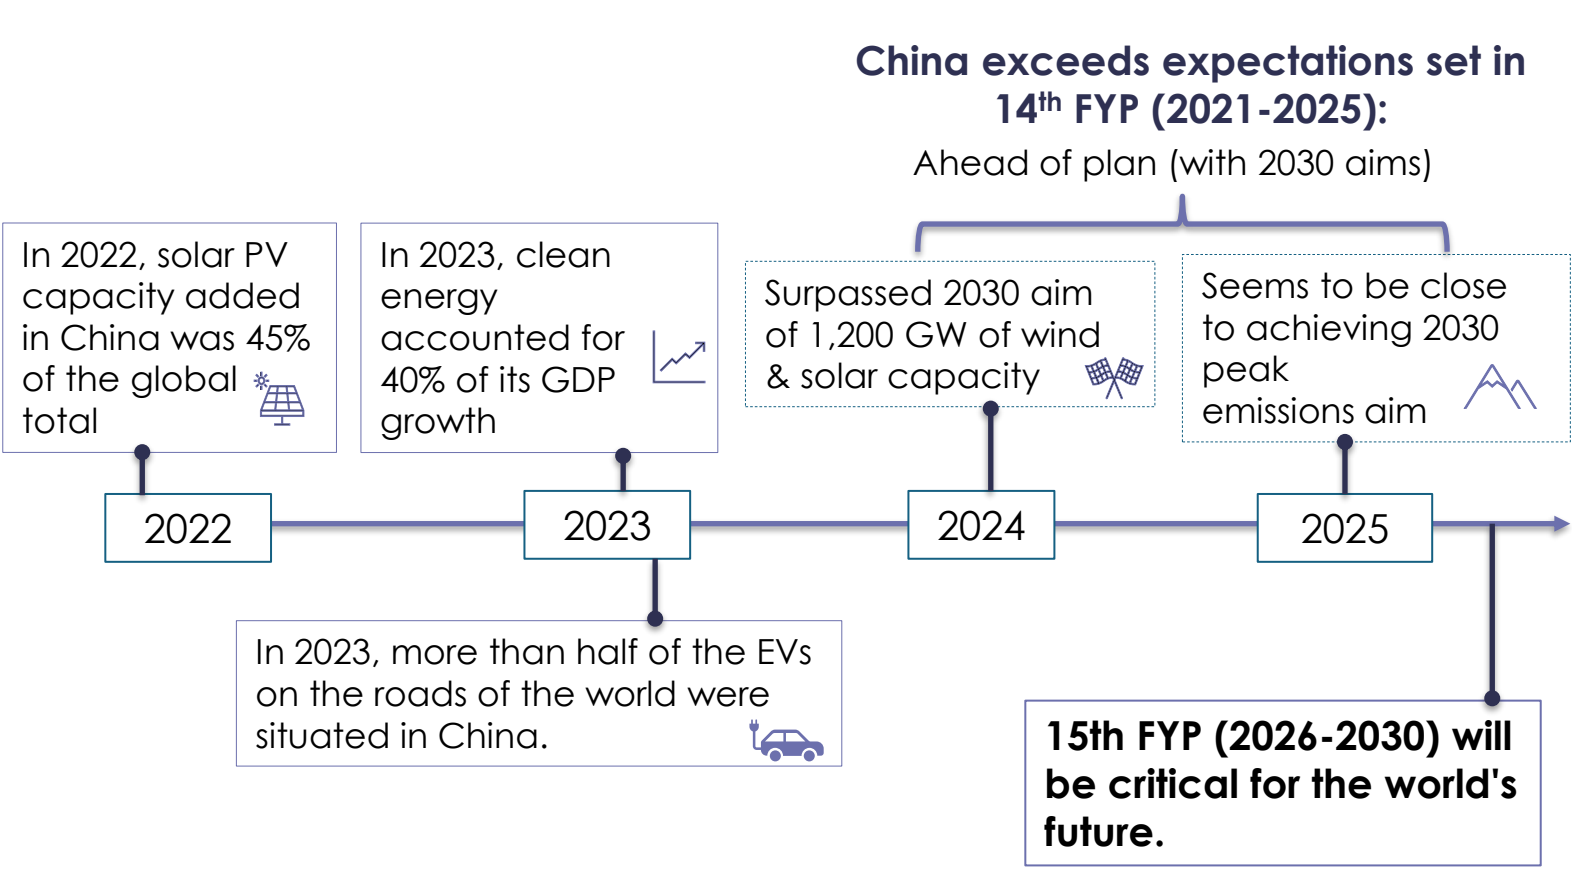 China exceeds expectations set in
14th FYP (2021-2025):
Ahead of plan (with 2030 aims)
In 2022, solar PV
capacity added
in China was 45%
of the global
total
In 2023, clean
energy
accounted for
40% of its GDP
growth
Surpassed 2030 aim
of 1,200 GW of wind
& solar capacity
Seems to be close
to achieving 2030
peak
emissions aim
2022
2023
2024
2025
In 2023, more than half of the EVs
on the roads of the world were
situated in China.
15th FYP (2026-2030) will
be critical for the world's
future.